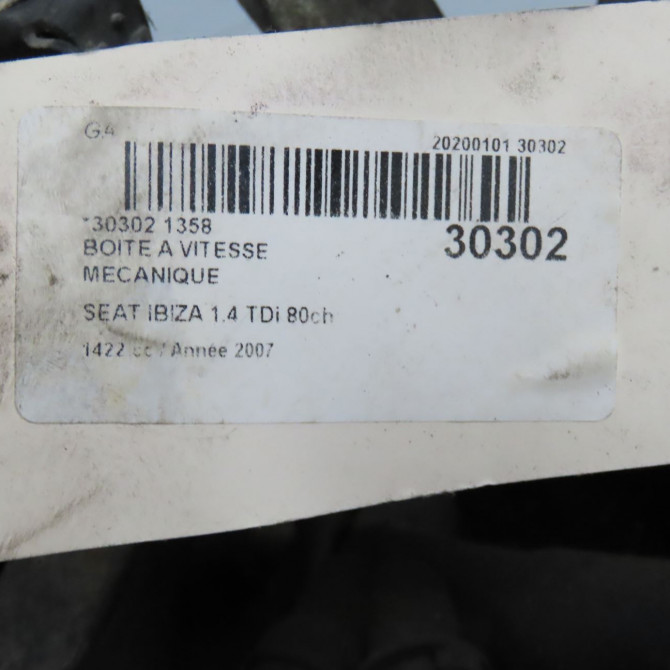 G4
20200101 30302
*30302 1358
30302
BOITE A VITESSE
MECANIQUE
SEAT IBIZA 1.4 TDi 80ch
1422 cc / Année 2007